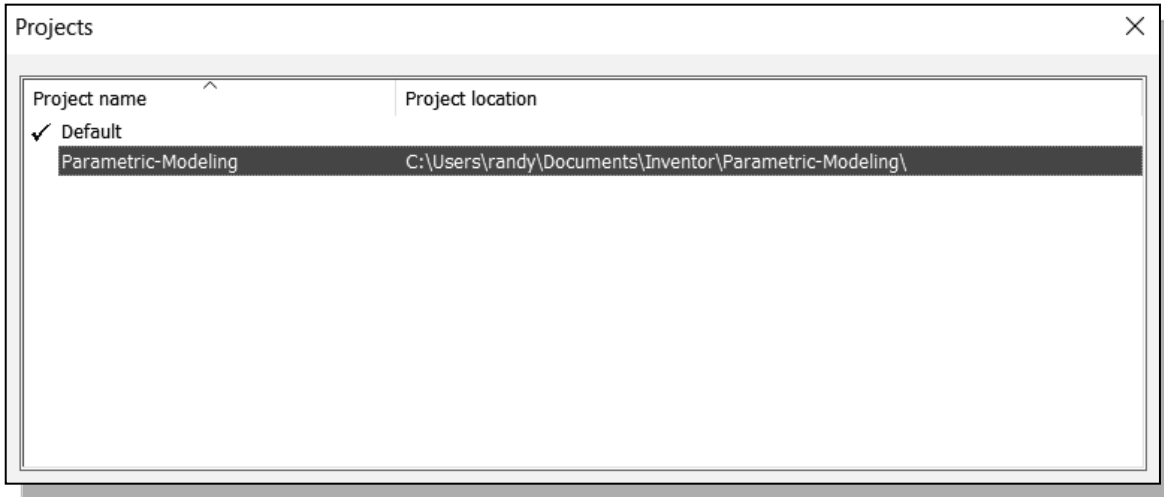 Projects
Project name Project location
✓ Default
Parametric-Modeling C:\Users\randy\Documents\Inventor\Parametric-Modeling\